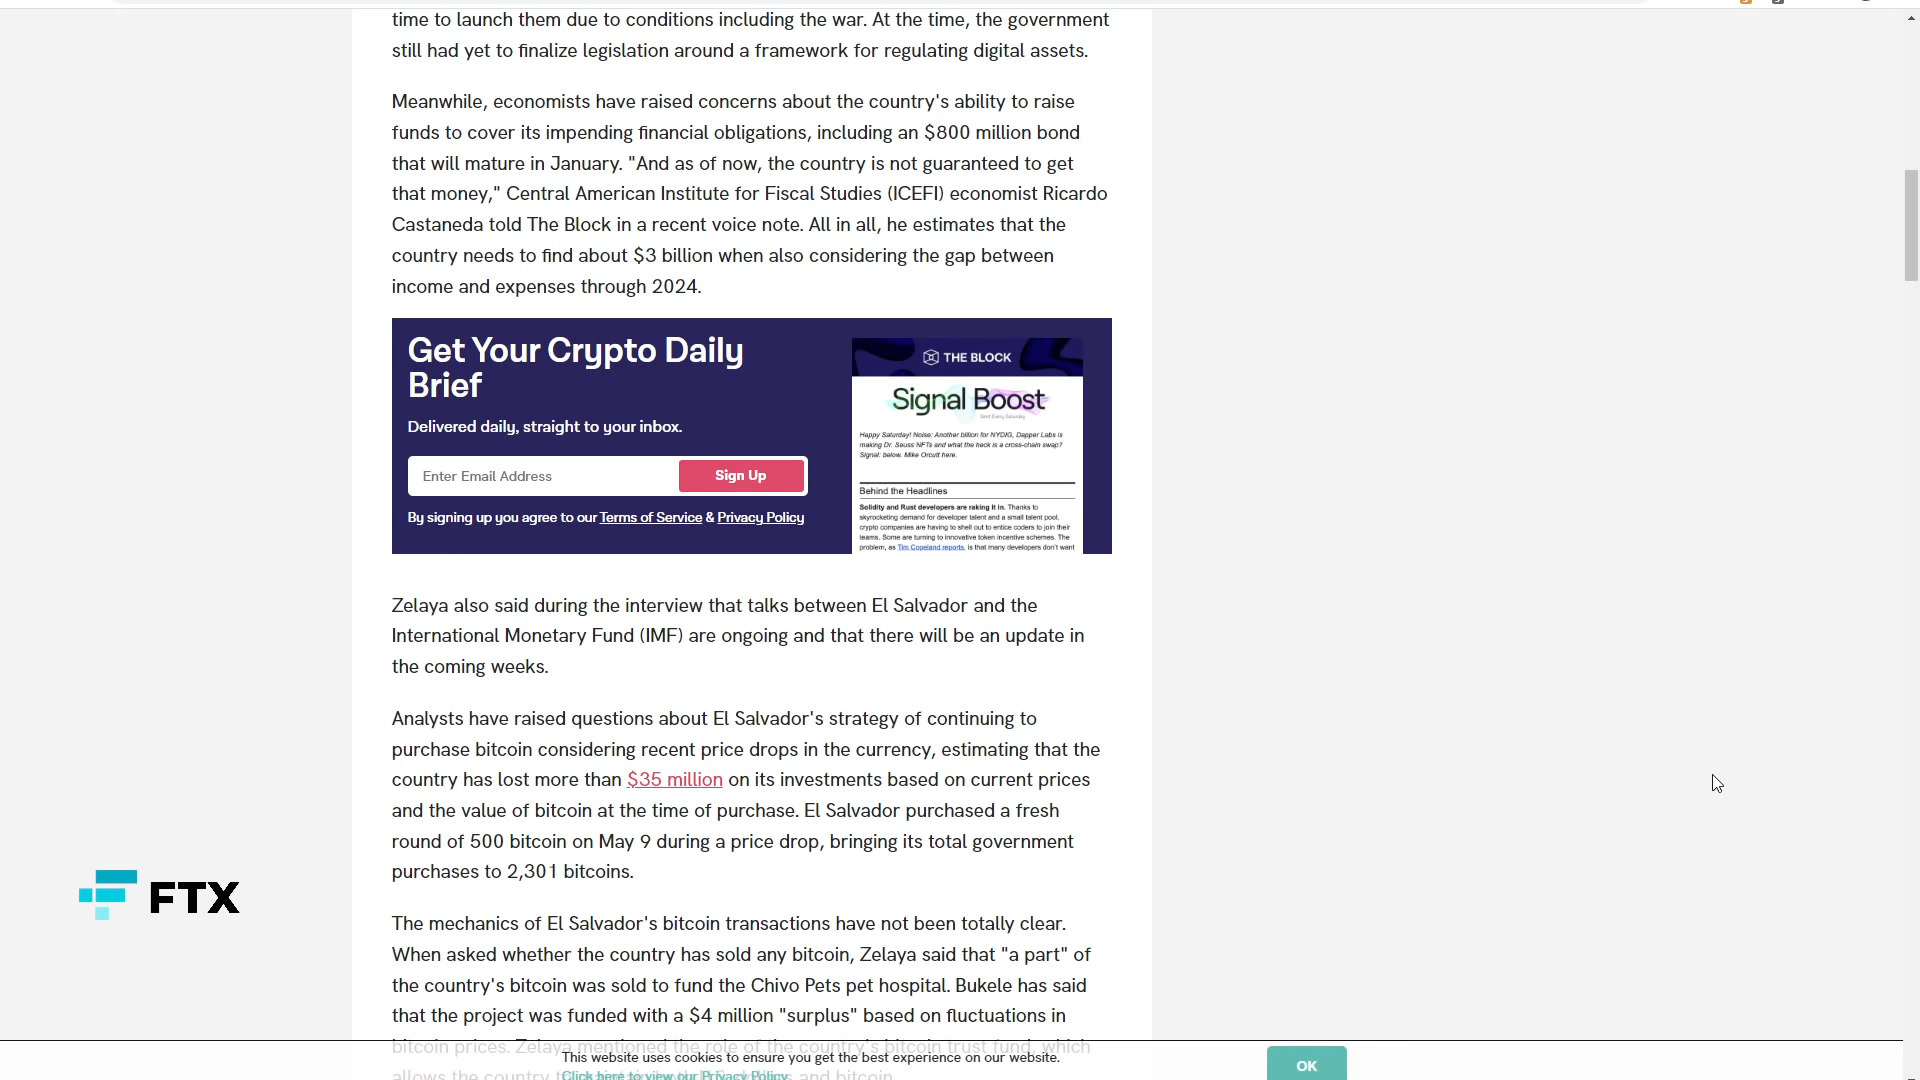 time to launch them due to conditions including the war. At the time, the government
still had yet to finalize legislation around a framework for regulating digital assets.
Meanwhile, economists have raised concerns about the country's ability to raise
funds to cover its impending financial obligations, including an $800 million bond
that will mature in January. "And as of now, the country is not guaranteed to get
that money," Central American Institute for Fiscal Studies (ICEFI) economist Ricardo
Castaneda told The Block in a recent voice note. All in all, he estimates that the
country needs to find about $3 billion when also considering the gap between
income and expenses through 2024.
Get Your Crypto Daily
Brief
Delivered daily, straight to your inbox.
Enter Email Address
Sign Up
By signing up you agree to our Terms of Service & Privacy Policy
THE BLOCK
Signal Boost
Sent Every Saturday
Happy Saturday! Noise: Another billion for NYDIG, Dapper Labs is
making Dr. Seuss NFTs and what the heck is a cross-chain swap?
Signal: below. Mike Orcutt here.
Behind the Headlines
Solidity and Rust developers are raking it in. Thanks to
skyrocketing demand for developer talent and a small talent pool,
crypto companies are having to shell out to entice coders to join their
teams. Some are turning to innovative token incentive schemes. The
problem, as Tim Copeland reports, is that many developers don't want
Zelaya also said during the interview that talks between El Salvador and the
International Monetary Fund (IMF) are ongoing and that there will be an update in
the coming weeks.
Analysts have raised questions about El Salvador's strategy of continuing to
purchase bitcoin considering recent price drops in the currency, estimating that the
country has lost more than $35 million on its investments based on current prices
and the value of bitcoin at the time of purchase. El Salvador purchased a fresh
round of 500 bitcoin on May 9 during a price drop, bringing its total government
purchases to 2,301 bitcoins.
FTX
The mechanics of El Salvador's bitcoin transactions have not been totally clear.
When asked whether the country has sold any bitcoin, Zelaya said that "a part" of
the country's bitcoin was sold to fund the Chivo Pets pet hospital. Bukele has said
that the project was funded with a $4 million "surplus" based on fluctuations in
bitcoin prices. Zelaya mentioned the role of the country's bitcoin trust fund, which
allows the country and bitcoin.
This website uses cookies to ensure you get the best experience on our website.
Click here to view our Privacy Policy
OK